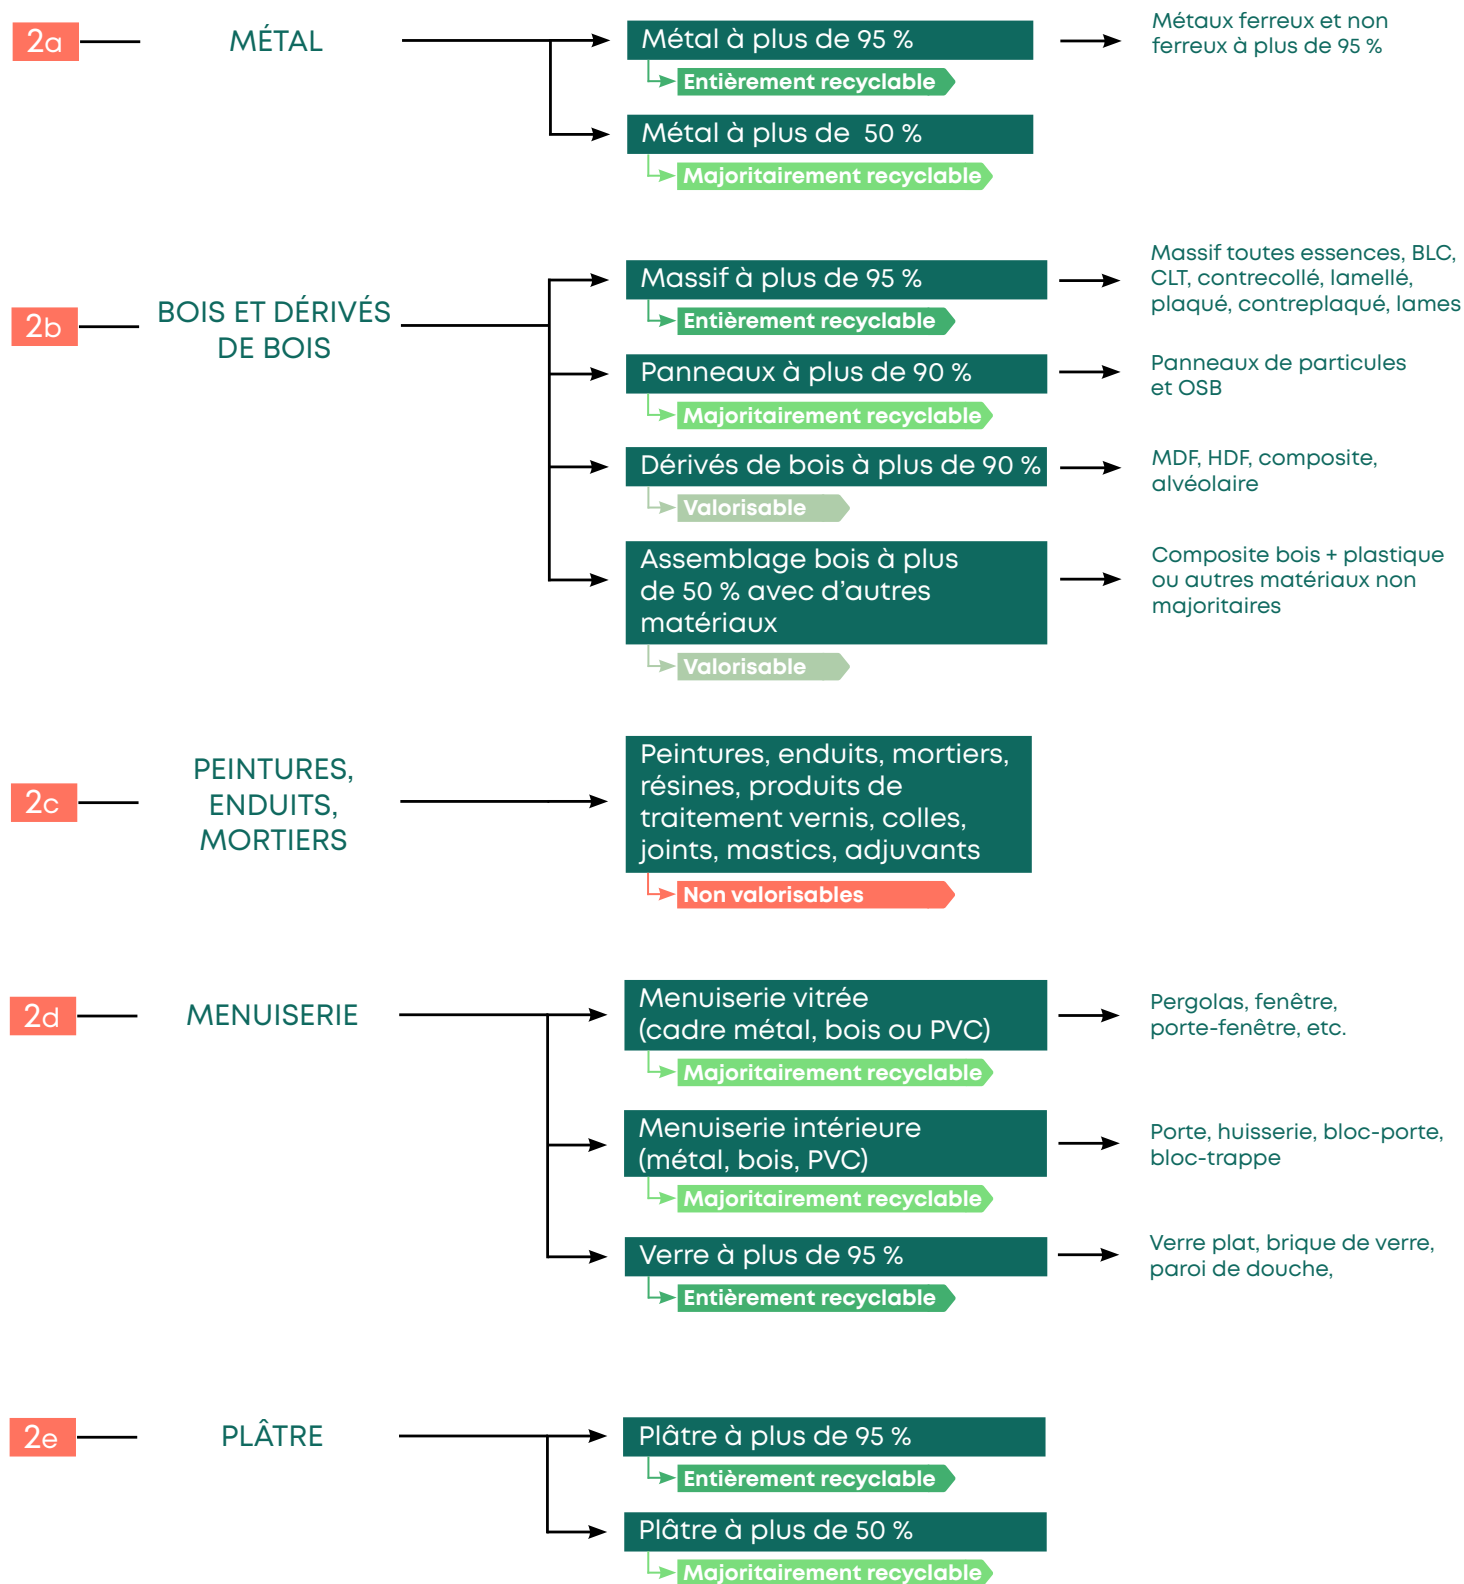 2a
MÉTAL
Métal à plus de 95 %
Entièrement recyclable
Métaux ferreux et non
ferreux à plus de 95 %
Métal à plus de  50 %
Majoritairement recyclable
2b
BOIS ET DÉRIVÉS
DE BOIS
Massif à plus de 95 %
Entièrement recyclable
Massif toutes essences, BLC,
CLT, contrecollé, lamellé,
plaqué, contreplaqué, lames
Panneaux à plus de 90 %
Majoritairement recyclable
Panneaux de particules
et OSB
Dérivés de bois à plus de 90 %
Valorisable
MDF, HDF, composite,
alvéolaire
Assemblage bois à plus
de 50 % avec d'autres
matériaux
Valorisable
Composite bois + plastique
ou autres matériaux non
majoritaires
2c
PEINTURES,
ENDUITS,
MORTIERS
Peintures, enduits, mortiers,
résines, produits de
traitement vernis, colles,
joints, mastics, adjuvants
Non valorisables
2d
MENUISERIE
Menuiserie vitrée
(cadre métal, bois ou PVC)
Majoritairement recyclable
Pergolas, fenêtre,
porte-fenêtre, etc.
Menuiserie intérieure
(métal, bois, PVC)
Majoritairement recyclable
Porte, huisserie, bloc-porte,
bloc-trappe
Verre à plus de 95 %
Entièrement recyclable
Verre plat, brique de verre,
paroi de douche,
2e
PLÂTRE
Plâtre à plus de 95 %
Entièrement recyclable
Plâtre à plus de 50 %
Majoritairement recyclable